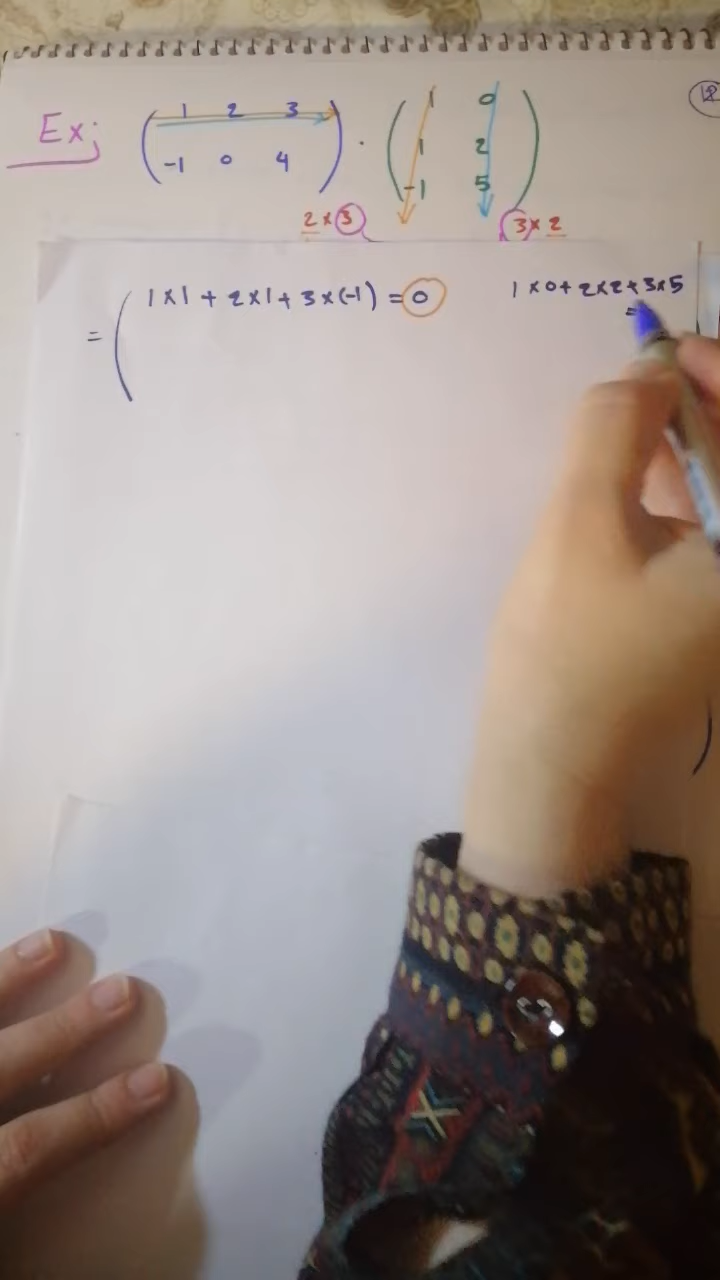 12
Ex; ( 1 2 3 ) . ( 1 0
1 2
-1 0 4
-1 5 )
2 x 3 3 x 2
= ( 1 x 1 + 2 x 1 + 3 x (-1) = 0 1 x 0 + 2 x 2 + 3 x 5
=
)